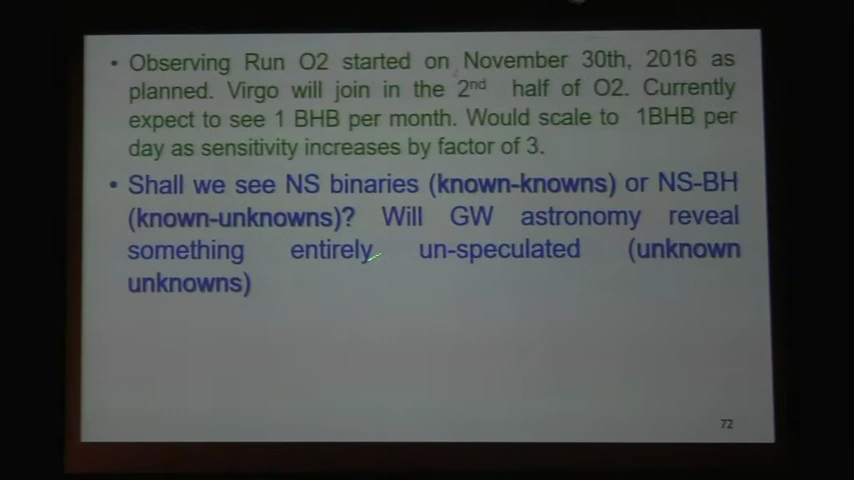 • Observing Run O2 started on November 30th, 2016 as
planned. Virgo will join in the 2nd half of O2. Currently
expect to see 1 BHB per month. Would scale to 1BHB per
day as sensitivity increases by factor of 3.
• Shall we see NS binaries (known-knowns) or NS-BH
(known-unknowns)? Will GW astronomy reveal
something entirely un-speculated (unknown
unknowns)
72